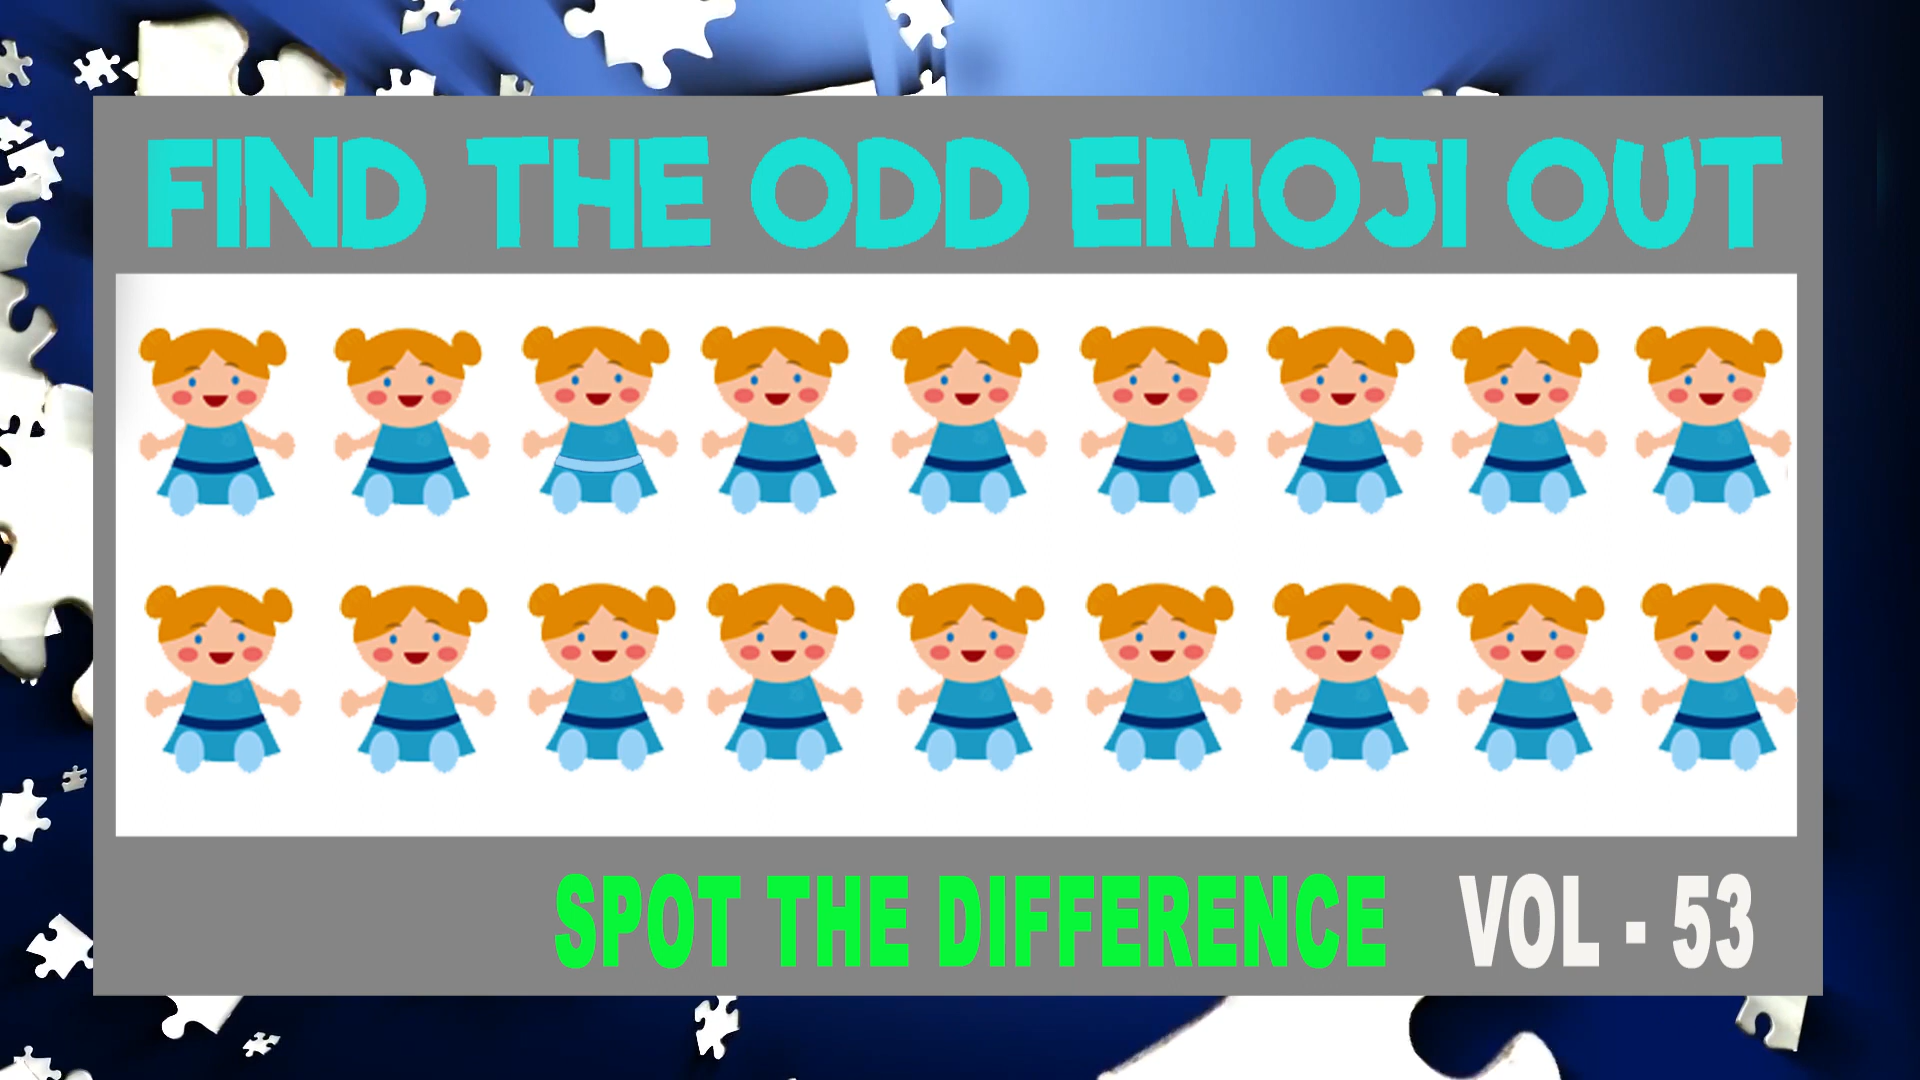 FIND THE ODD EMOJI OUT
SPOT THE DIFFERENCE VOL - 53